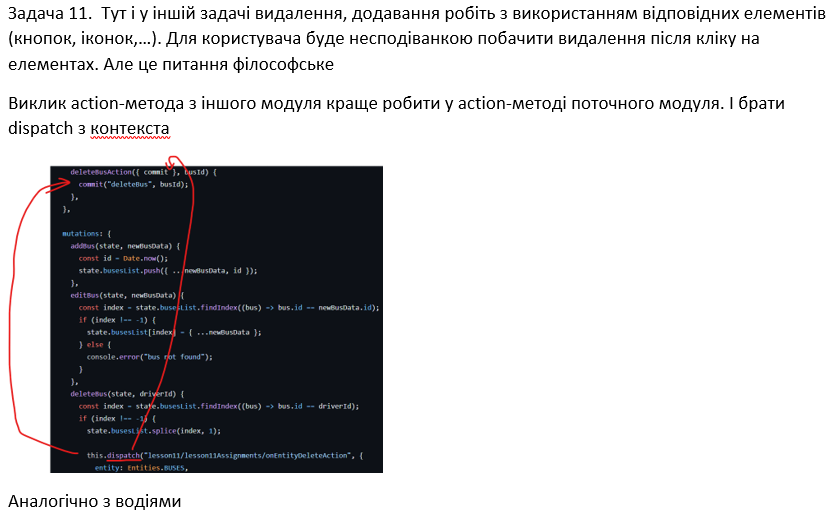 Задача 11.  Тут і у іншій задачі видалення, додавання робіть з використанням відповідних елементів
(кнопок, іконок,…). Для користувача буде несподіванкою побачити видалення після кліку на
елементах. Але це питання філософське
Виклик action-метода з іншого модуля краще робити у action-методі поточного модуля. І брати
dispatch з контекста
deleteBusAction({ commit }, busId) {
commit("deleteBus", busId);
},
},
mutations: {
addBus(state, newBusData) {
const id = Date.now();
state.busesList.push({ ...newBusData, id });
},
editBus(state, newBusData) {
const index = state.busesList.findIndex((bus) => bus.id == newBusData.id);
if (index !== -1) {
state.busesList[index] = { ...newBusData };
} else {
console.error("bus not found");
}
},
deleteBus(state, driverId) {
const index = state.busesList.findIndex((bus) => bus.id == driverId);
if (index !== -1) {
state.busesList.splice(index, 1);
this.dispatch("lesson11/lesson11Assignments/onEntityDeleteAction", {
entity: Entities.BUSES,
Аналогічно з водіями